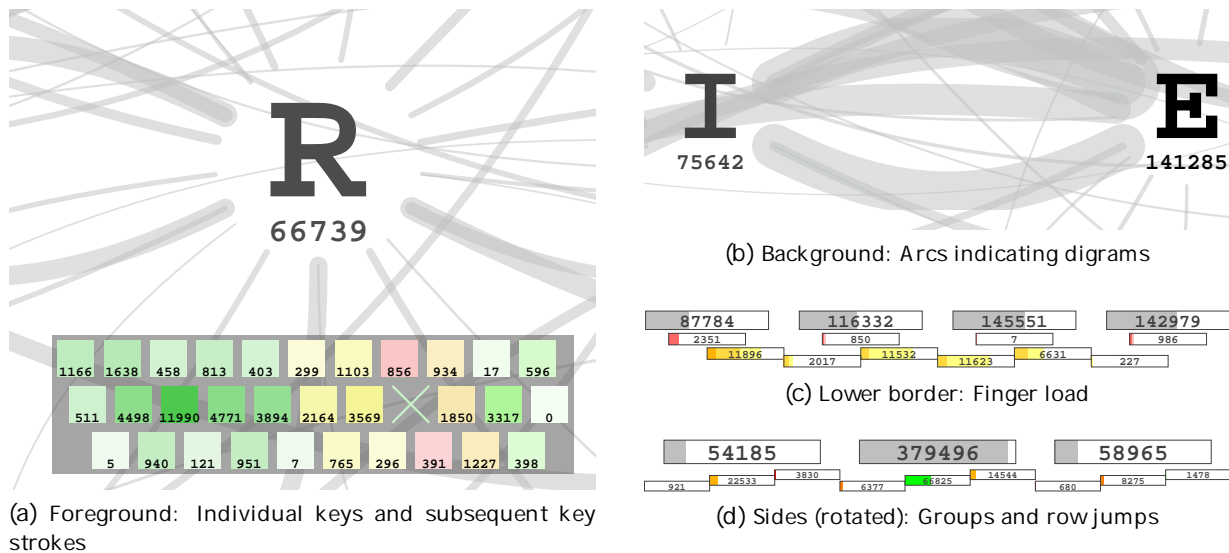 R
66739
1166 1638 458 813 403 299 1103 856 934 17 596
511 4498 11990 4771 3894 2164 3569 1850 3317 0
5 940 121 951 7 765 296 391 1227 398
(a) Foreground: Individual keys and subsequent key
strokes
I E
75642 141285
(b) Background: Arcs indicating digrams
87784 116332 145551 142979
2351 850 7 986
11896 2017 11532 11623 6631 227
(c) Lower border: Finger load
54185 379496 58965
921 22533 3830 6377 66825 14544 680 8275 1478
(d) Sides (rotated): Groups and row jumps